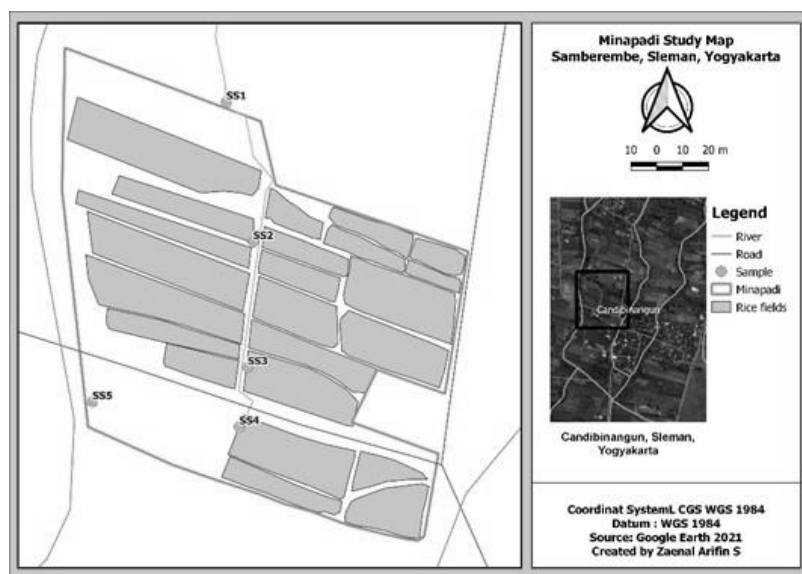 SS1
SS2
SS3
SS5
SS4
Minapadi Study Map
Samberembe, Sleman, Yogyakarta
10 0 10 20 m
Candibinangun
Legend
River
Road
Sample
Minapadi
Rice fields
Candibinangun, Sleman,
Yogyakarta
Coordinat SystemL CGS WGS 1984
Datum : WGS 1984
Source: Google Earth 2021
Created by Zaenal Arifin S